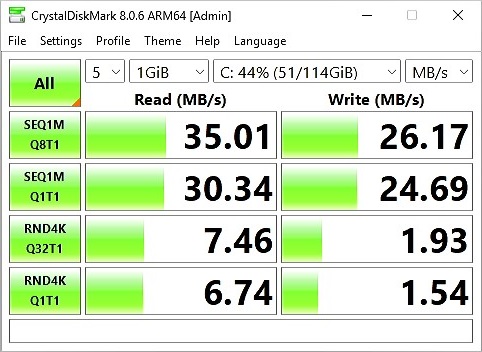 CrystalDiskMark 8.0.6 ARM64 [Admin]
File Settings Profile Theme Help Language
All 5 1GiB C: 44% (51/114GiB) MB/s
Read (MB/s) Write (MB/s)
SEQ1M Q8T1 35.01 26.17
SEQ1M Q1T1 30.34 24.69
RND4K Q32T1 7.46 1.93
RND4K Q1T1 6.74 1.54